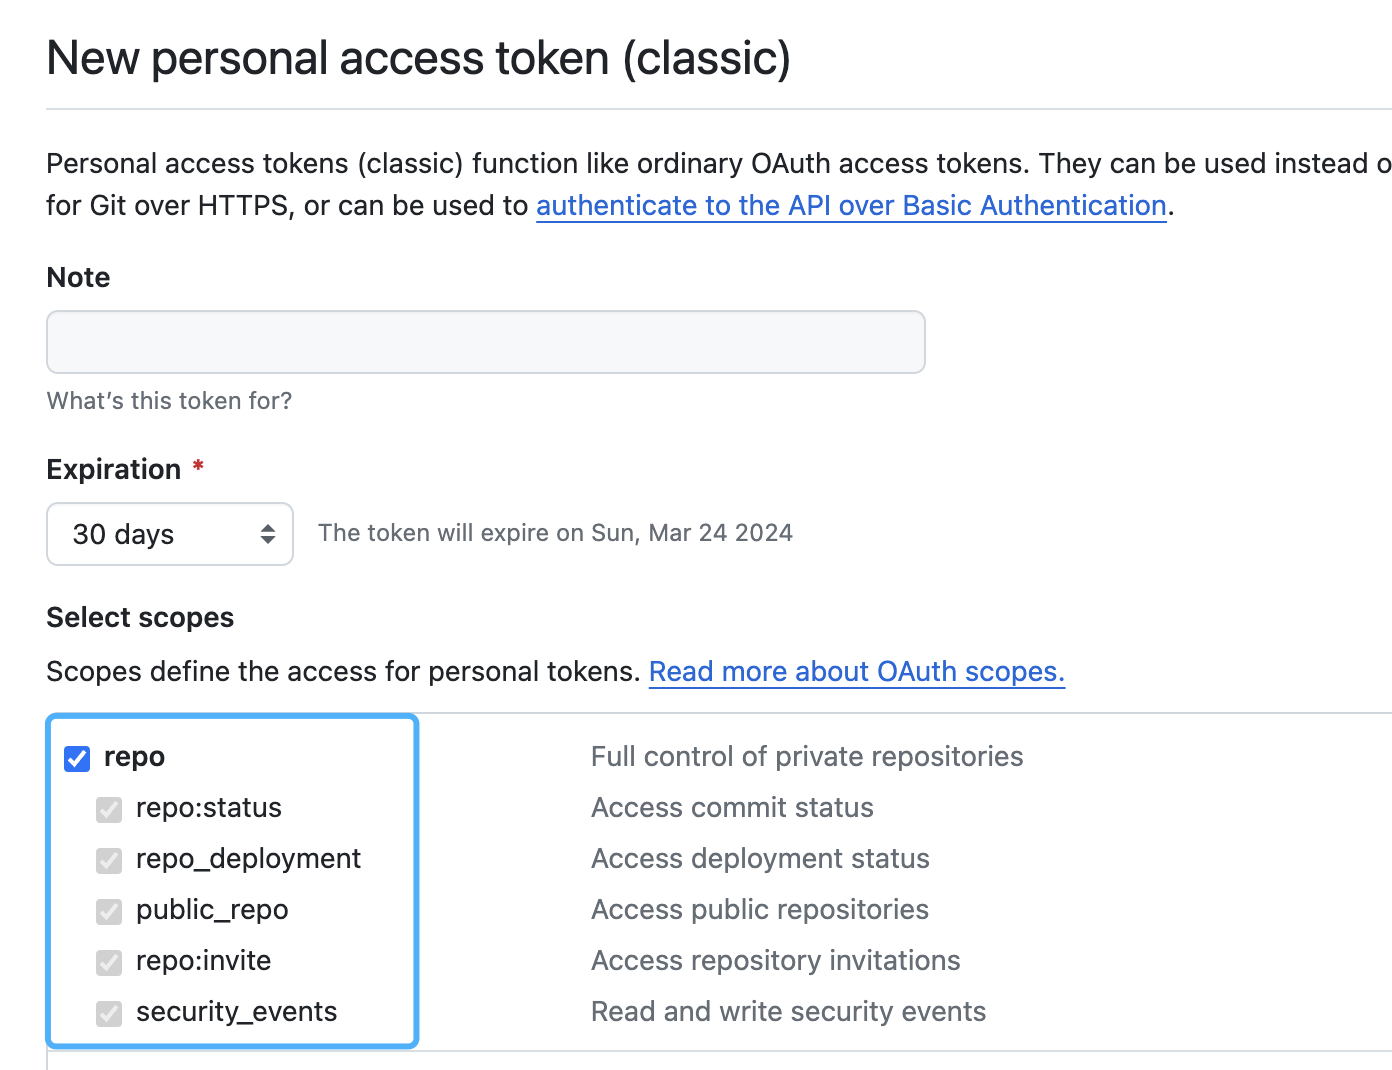 New personal access token (classic)
Personal access tokens (classic) function like ordinary OAuth access tokens. They can be used instead o
for Git over HTTPS, or can be used to authenticate to the API over Basic Authentication.
Note
What's this token for?
Expiration *
30 days The token will expire on Sun, Mar 24 2024
Select scopes
Scopes define the access for personal tokens. Read more about OAuth scopes.
repo Full control of private repositories
repo:status Access commit status
repo_deployment Access deployment status
public_repo Access public repositories
repo:invite Access repository invitations
security_events Read and write security events